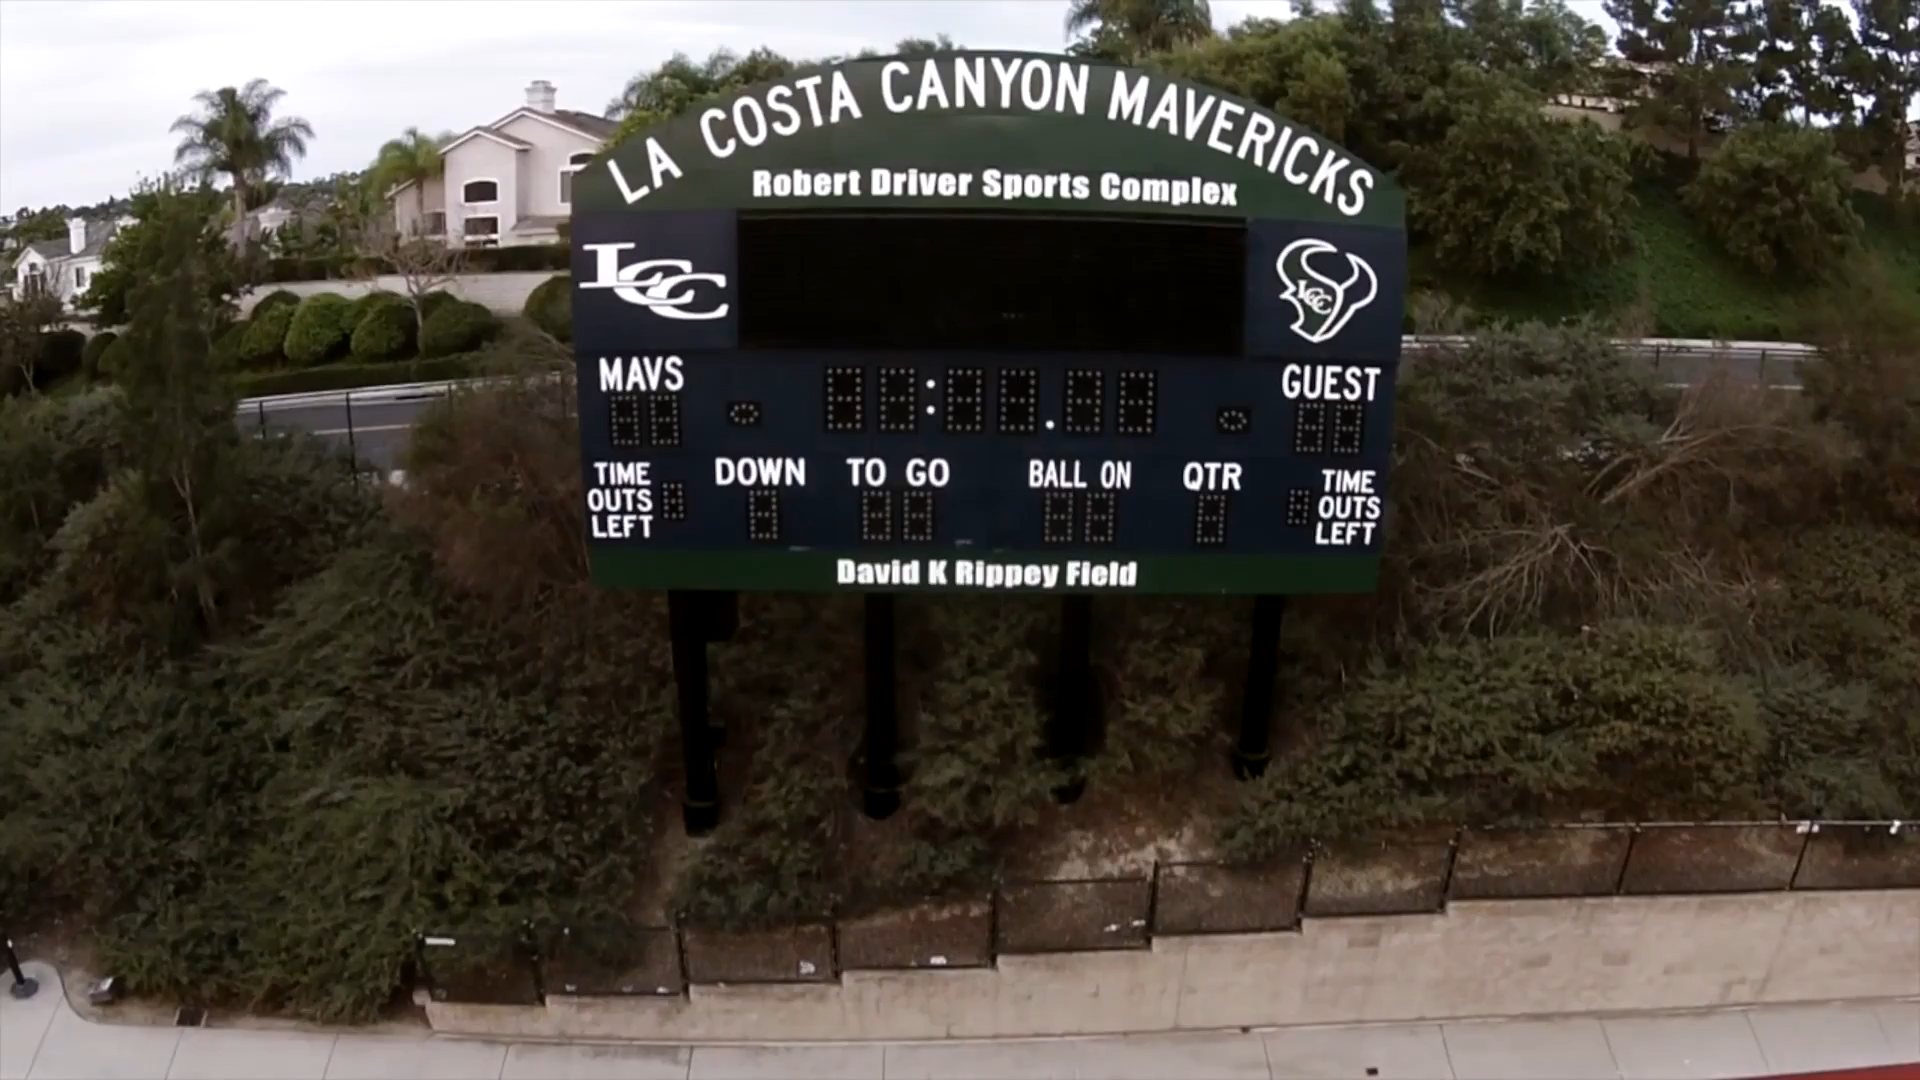 LA COSTA CANYON MAVERICKS
Robert Driver Sports Complex
LCC
LCC
MAVS
GUEST
TIME OUTS LEFT
DOWN
TO GO
BALL ON
QTR
TIME OUTS LEFT
David K Rippey Field